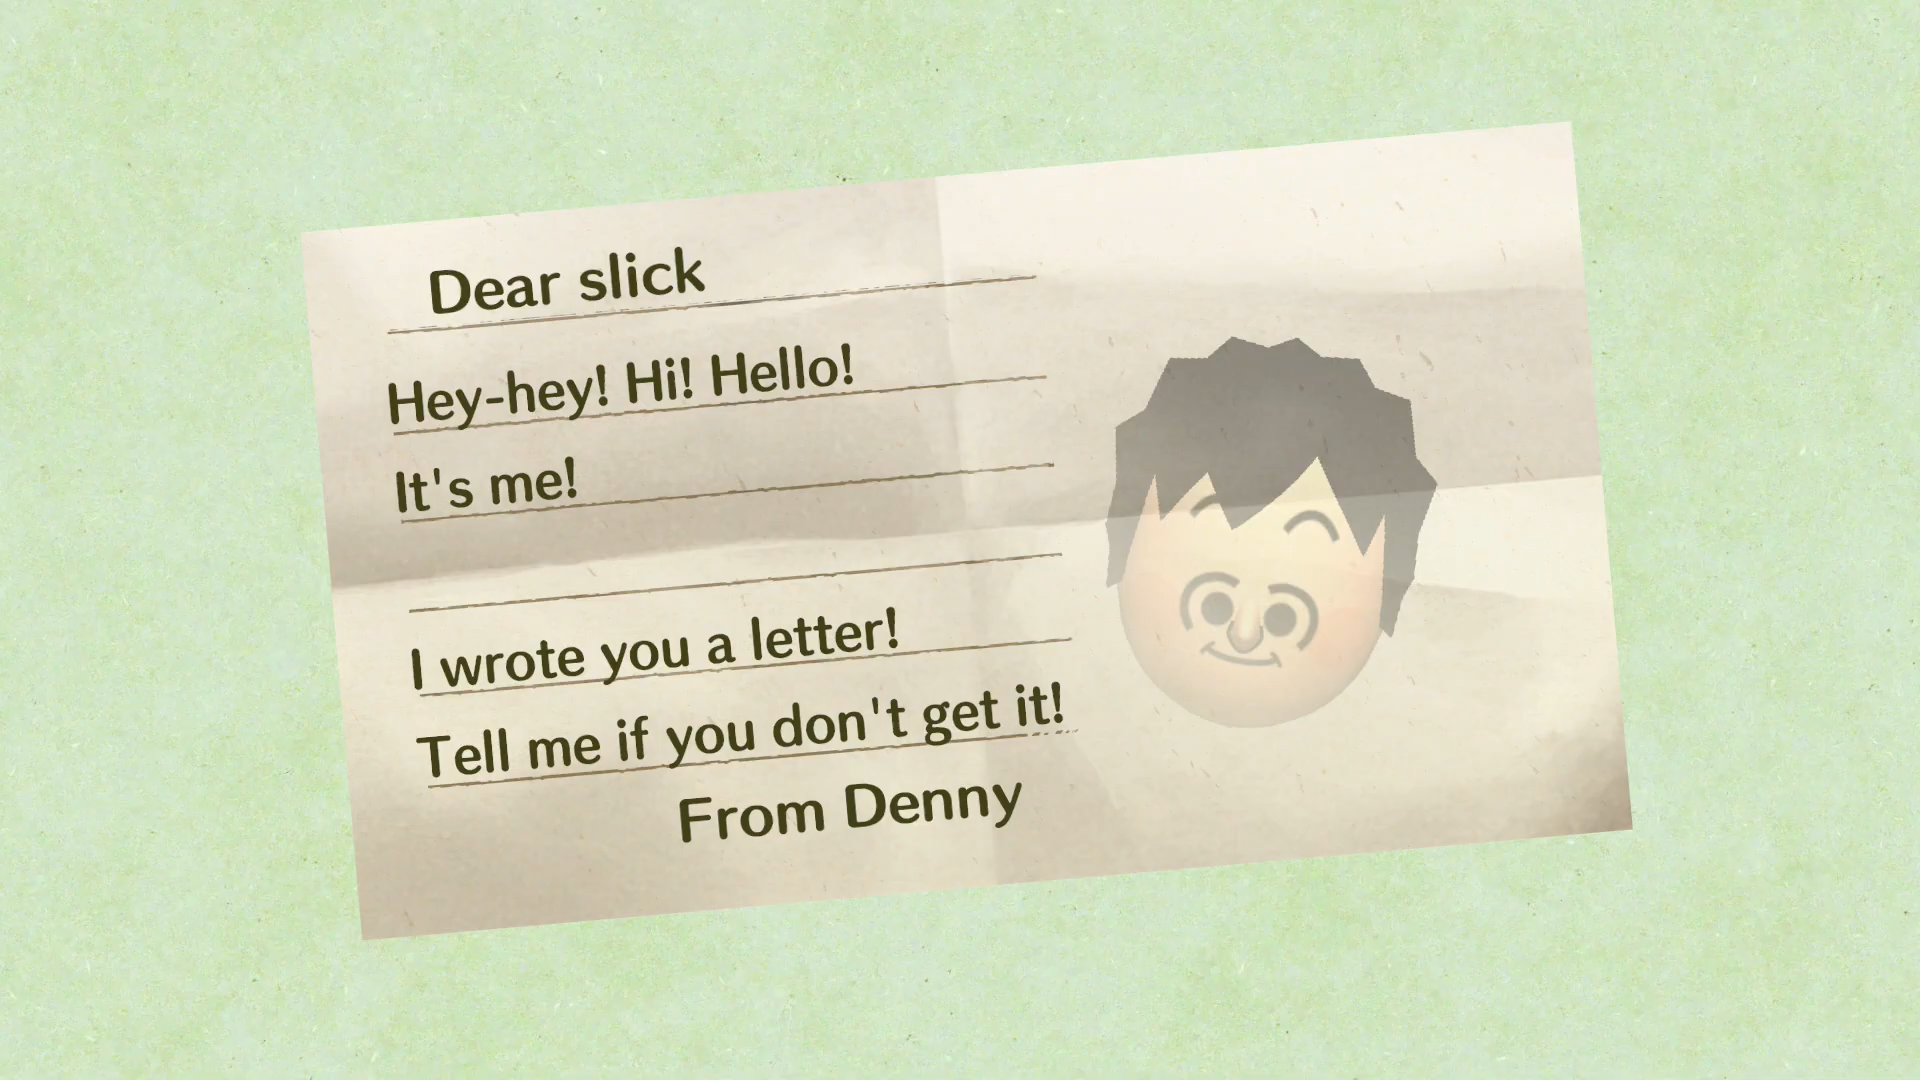 Dear slick
Hey-hey! Hi! Hello!
It's me!
I wrote you a letter!
Tell me if you don't get it!
From Denny